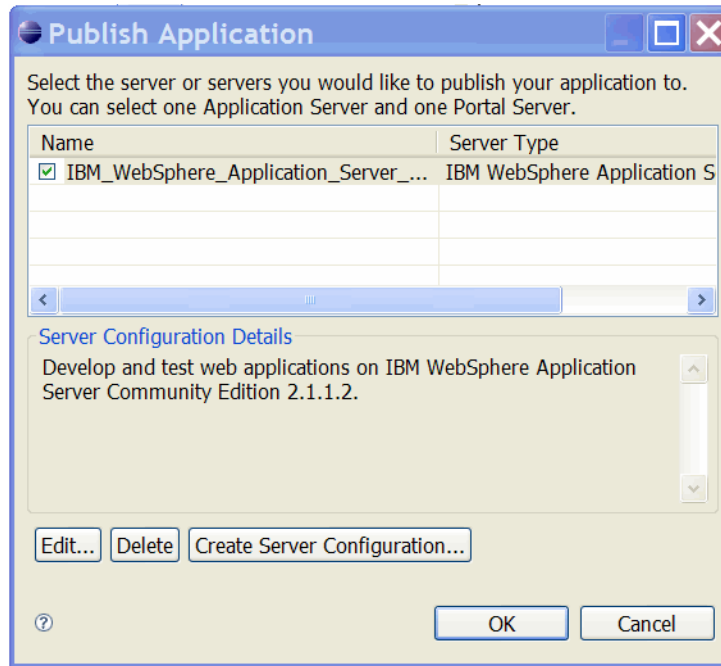 Publish Application
Select the server or servers you would like to publish your application to.
You can select one Application Server and one Portal Server.
Name Server Type
IBM_WebSphere_Application_Server_... IBM WebSphere Application S
Server Configuration Details
Develop and test web applications on IBM WebSphere Application
Server Community Edition 2.1.1.2.
Edit... Delete Create Server Configuration...
? OK Cancel